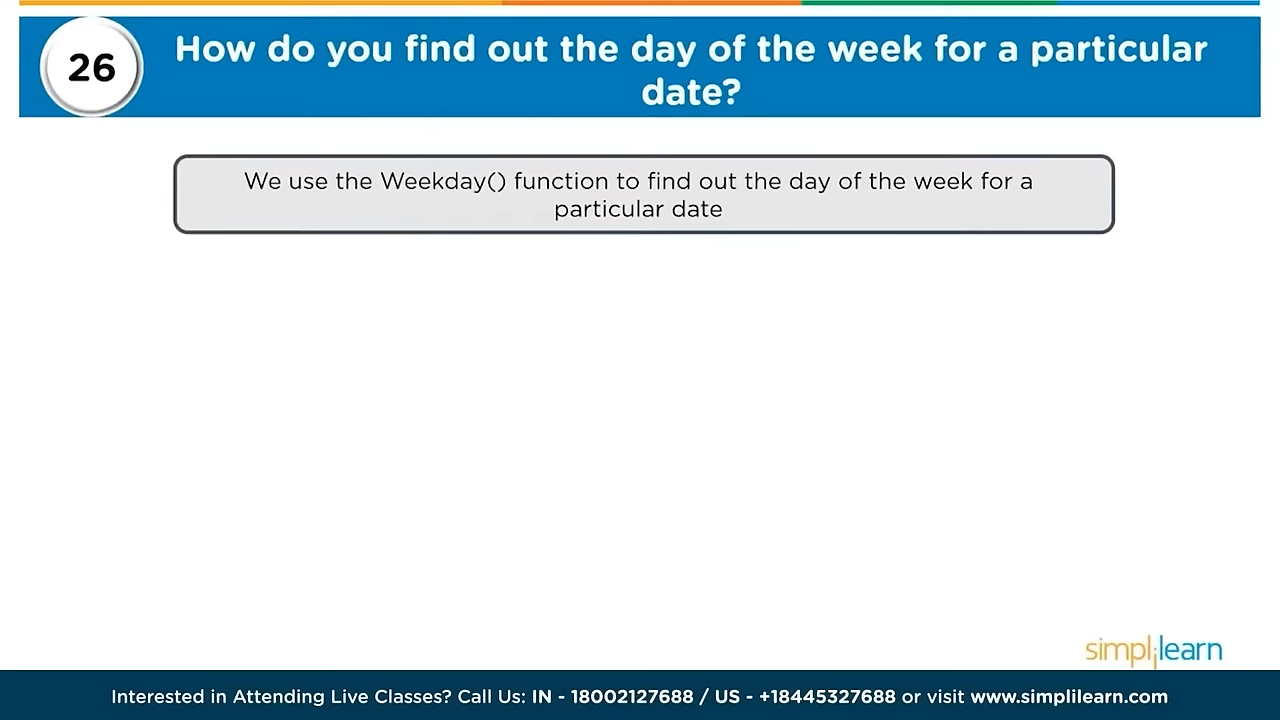 26
How do you find out the day of the week for a particular
date?
We use the Weekday() function to find out the day of the week for a
particular date
simplilearn
Interested in Attending Live Classes? Call Us: IN - 18002127688 / US - +18445327688 or visit www.simplilearn.com